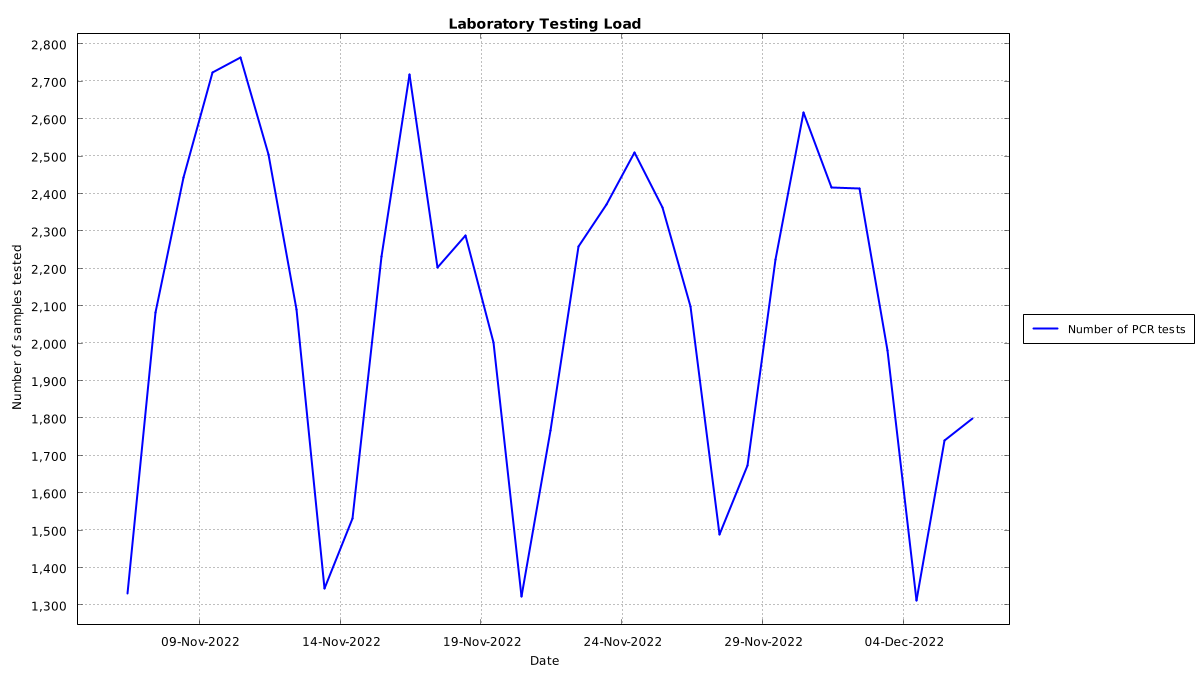 Laboratory Testing Load
2,800
2,700
2,600
2,500
2,400
2,300
2,200
2,100
2,000
1,900
1,800
1,700
1,600
1,500
1,400
1,300
Number of samples tested
09-Nov-2022
14-Nov-2022
19-Nov-2022
24-Nov-2022
29-Nov-2022
04-Dec-2022
Date
Number of PCR tests